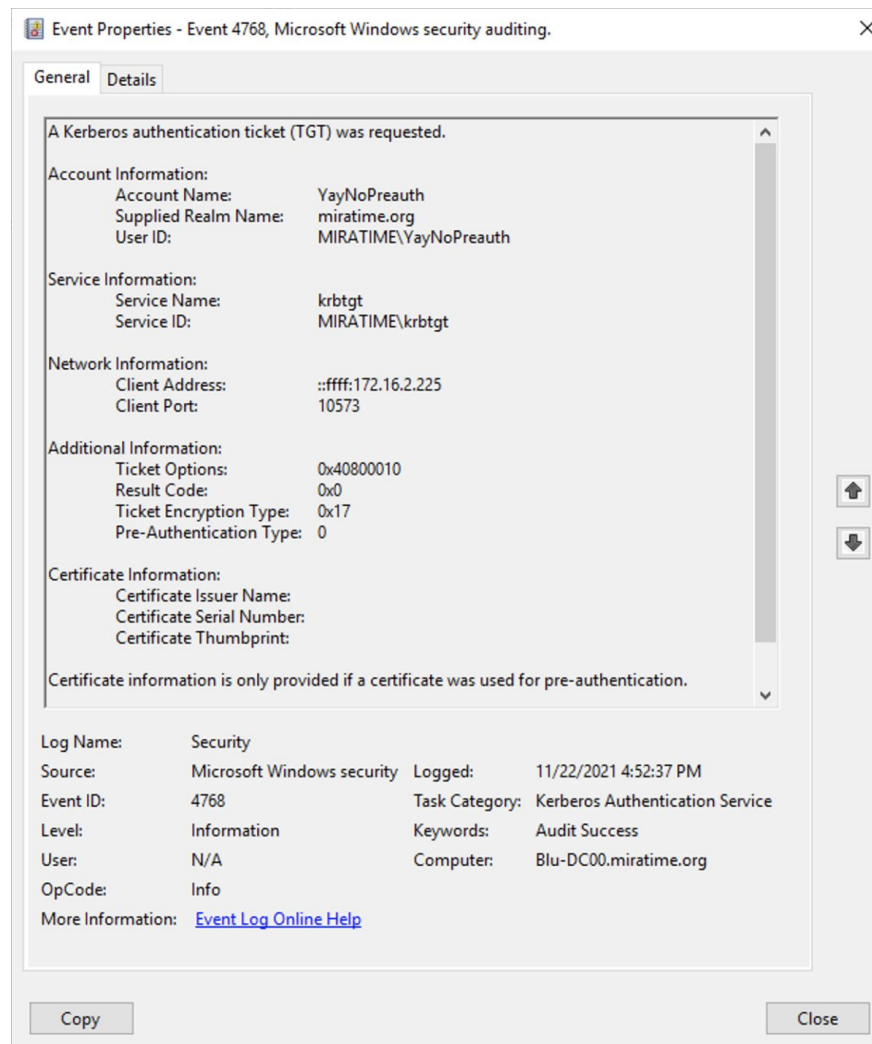 Event Properties - Event 4768, Microsoft Windows security auditing.
General Details
A Kerberos authentication ticket (TGT) was requested.
Account Information:
Account Name: YayNoPreauth
Supplied Realm Name: miratime.org
User ID: MIRATIME\YayNoPreauth
Service Information:
Service Name: krbtgt
Service ID: MIRATIME\krbtgt
Network Information:
Client Address: ::ffff:172.16.2.225
Client Port: 10573
Additional Information:
Ticket Options: 0x40800010
Result Code: 0x0
Ticket Encryption Type: 0x17
Pre-Authentication Type: 0
Certificate Information:
Certificate Issuer Name:
Certificate Serial Number:
Certificate Thumbprint:
Certificate information is only provided if a certificate was used for pre-authentication.
Log Name: Security
Source: Microsoft Windows security Logged: 11/22/2021 4:52:37 PM
Event ID: 4768 Task Category: Kerberos Authentication Service
Level: Information Keywords: Audit Success
User: N/A Computer: Blu-DC00.miratime.org
OpCode: Info
More Information: Event Log Online Help
Copy Close